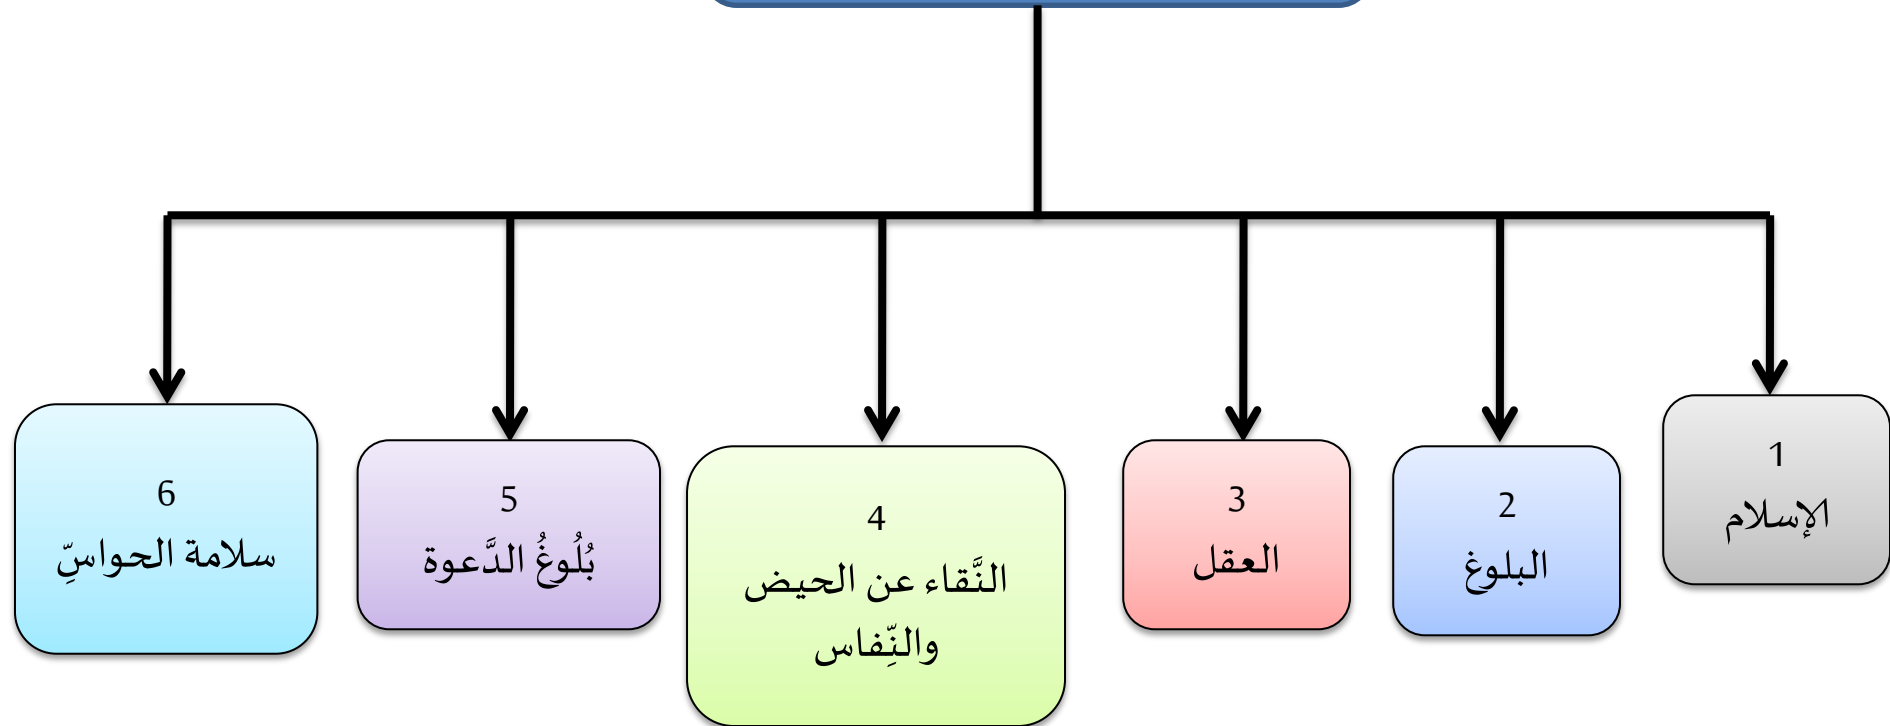 1
الإسلام
2
البلوغ
3
العقل
4
النَّقاء عن الحيض
والنِّفاس
5
بُلُوغُ الدَّعوة
6
سلامة الحواسِّ